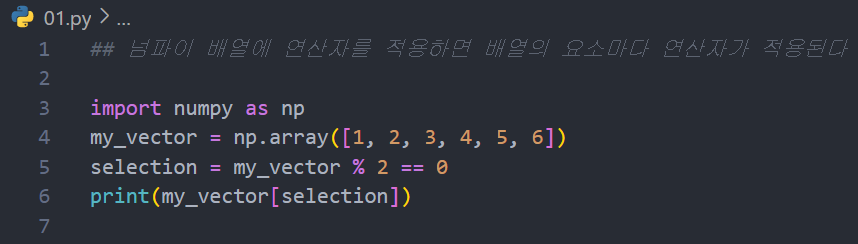 01.py > ...
1 ## 넘파이 배열에 연산자를 적용하면 배열의 요소마다 연산자가 적용된다
2
3 import numpy as np
4 my_vector = np.array([1, 2, 3, 4, 5, 6])
5 selection = my_vector % 2 == 0
6 print(my_vector[selection])
7